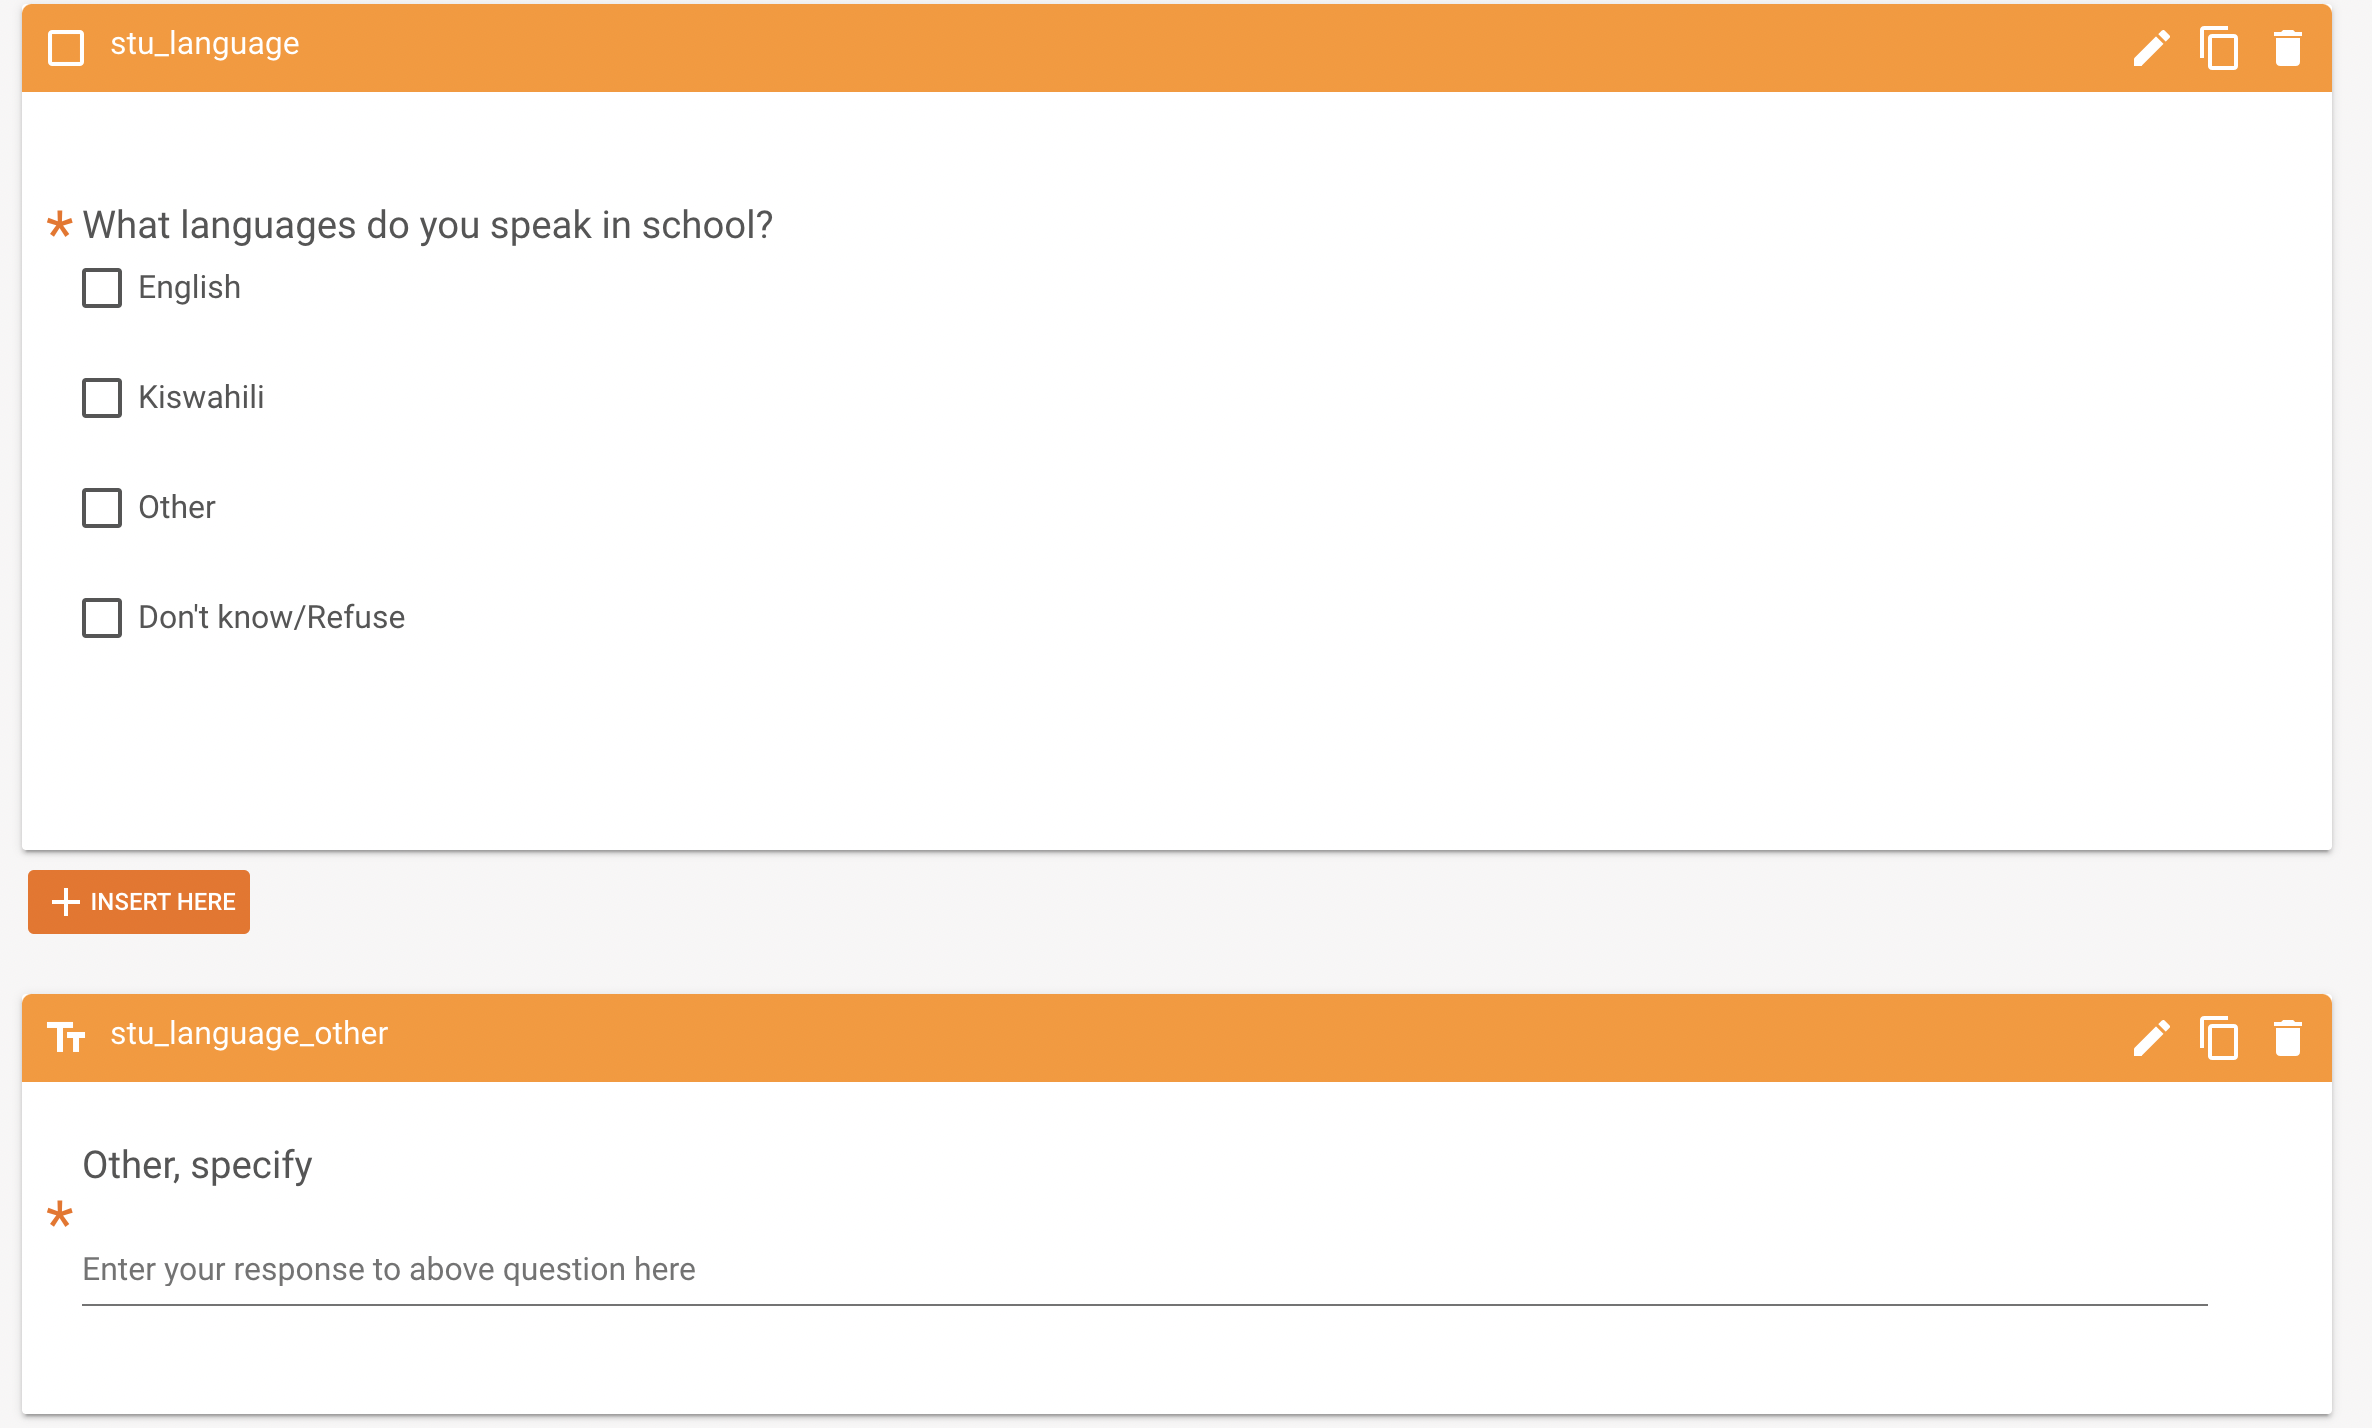 stu_language
* What languages do you speak in school?
English
Kiswahili
Other
Don't know/Refuse
INSERT HERE
stu_language_other
Other, specify
*
Enter your response to above question here